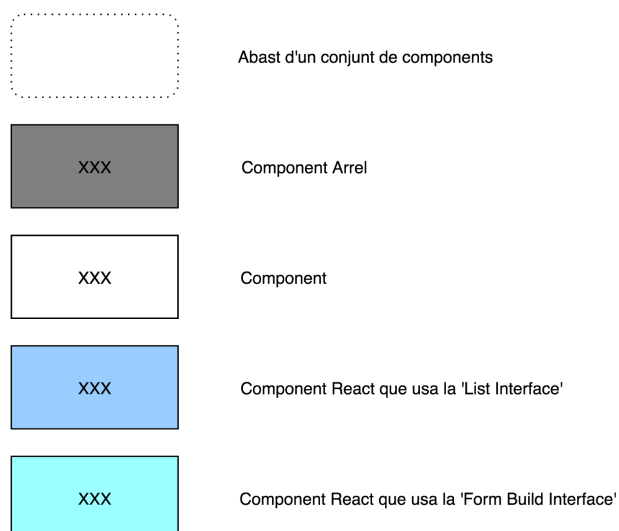 Abast d'un conjunt de components
XXX Component Arrel
XXX Component
XXX Component React que usa la 'List Interface'
XXX Component React que usa la 'Form Build Interface'